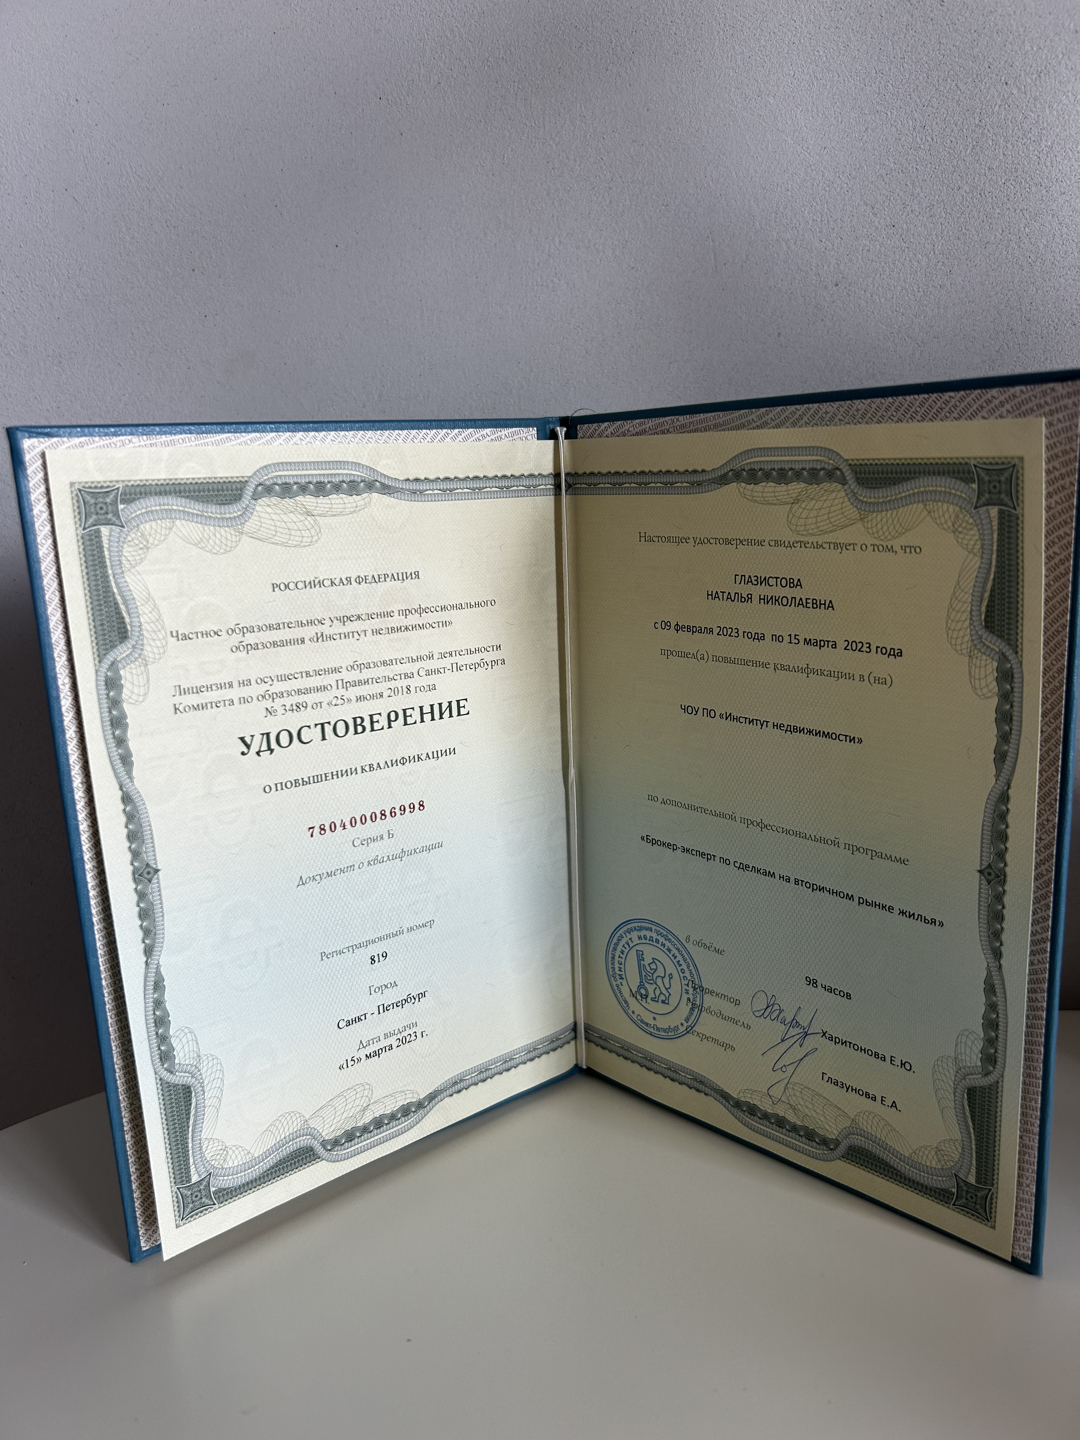 РОССИЙСКАЯ ФЕДЕРАЦИЯ
Частное образовательное учреждение профессионального
образования «Институт недвижимости»
Лицензия на осуществление образовательной деятельности
Комитета по образованию Правительства Санкт-Петербурга
№ 3489 от «25» июня 2018 года
УДОСТОВЕРЕНИЕ
О ПОВЫШЕНИИ КВАЛИФИКАЦИИ
780400086998
Серия Б
Документ о квалификации
Регистрационный номер
819
Город
Санкт - Петербург
Дата выдачи
«15» марта 2023 г.
Настоящее удостоверение свидетельствует о том, что
ГЛАЗИСТОВА
НАТАЛЬЯ НИКОЛАЕВНА
с 09 февраля 2023 года по 15 марта 2023 года
прошел(а) повышение квалификации в (на)
ЧОУ ПО «Институт недвижимости»
по дополнительной профессиональной программе
«Брокер-эксперт по сделкам на вторичном рынке жилья»
в объёме
98 часов
Харитонова Е.Ю.
Глазунова Е.А.
Институт недвижимости
Санкт-Петербург